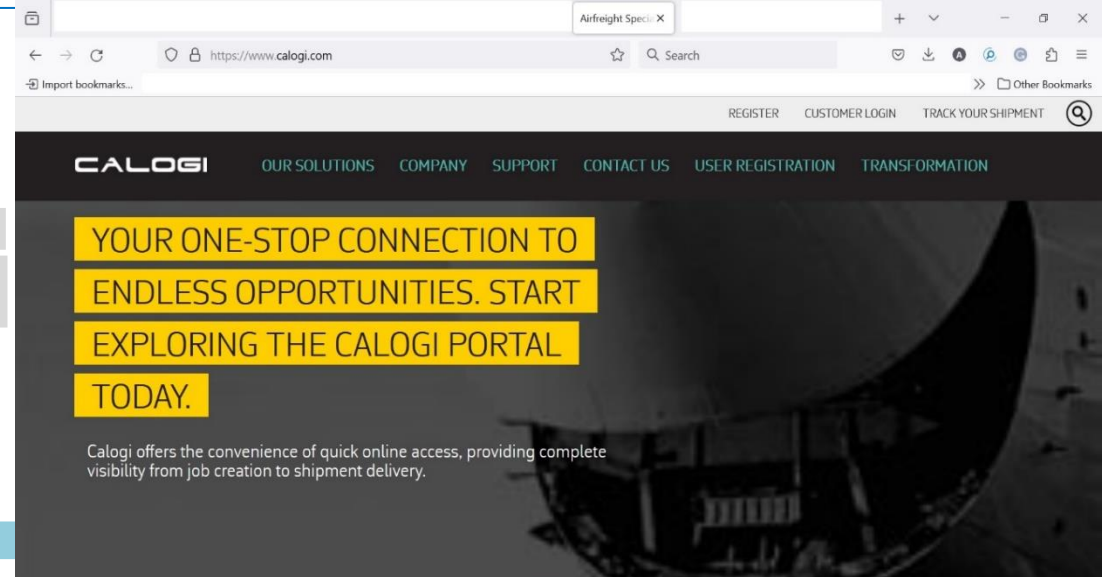 Airfreight Speci
https://www.calogi.com
Search
Import bookmarks...
Other Bookmarks
REGISTER CUSTOMER LOGIN TRACK YOUR SHIPMENT
CALOGI OUR SOLUTIONS COMPANY SUPPORT CONTACT US USER REGISTRATION TRANSFORMATION
YOUR ONE-STOP CONNECTION TO
ENDLESS OPPORTUNITIES. START
EXPLORING THE CALOGI PORTAL
TODAY.
Calogi offers the convenience of quick online access, providing complete
visibility from job creation to shipment delivery.